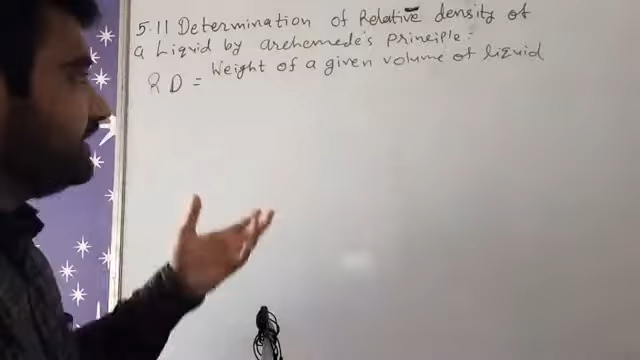 5.11 Determination of Relative density of
a Liquid by archemede's principle:
R D = Weight of a given volume of liquid